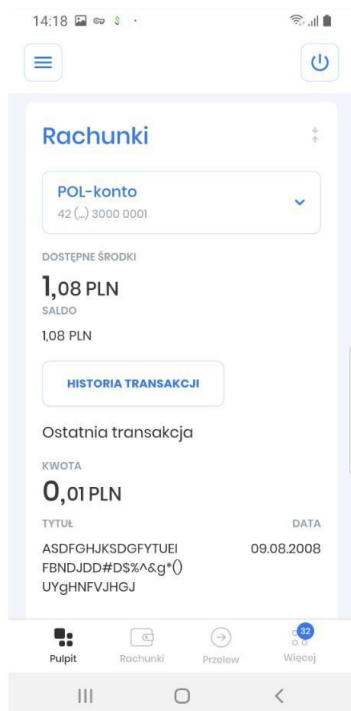 14:18
Rachunki
POL-konto
42 (...) 3000 0001
DOSTĘPNE ŚRODKI
1,08 PLN
SALDO
1,08 PLN
HISTORIA TRANSAKCJI
Ostatnia transakcja
KWOTA
0,01 PLN
TYTUŁ DATA
ASDFGHJKSDGFYTUEI 09.08.2008
FBNDJDD#D$%^&g*()
UYgHNFVJHGJ
32
Pulpit Rachunki Przelew Więcej